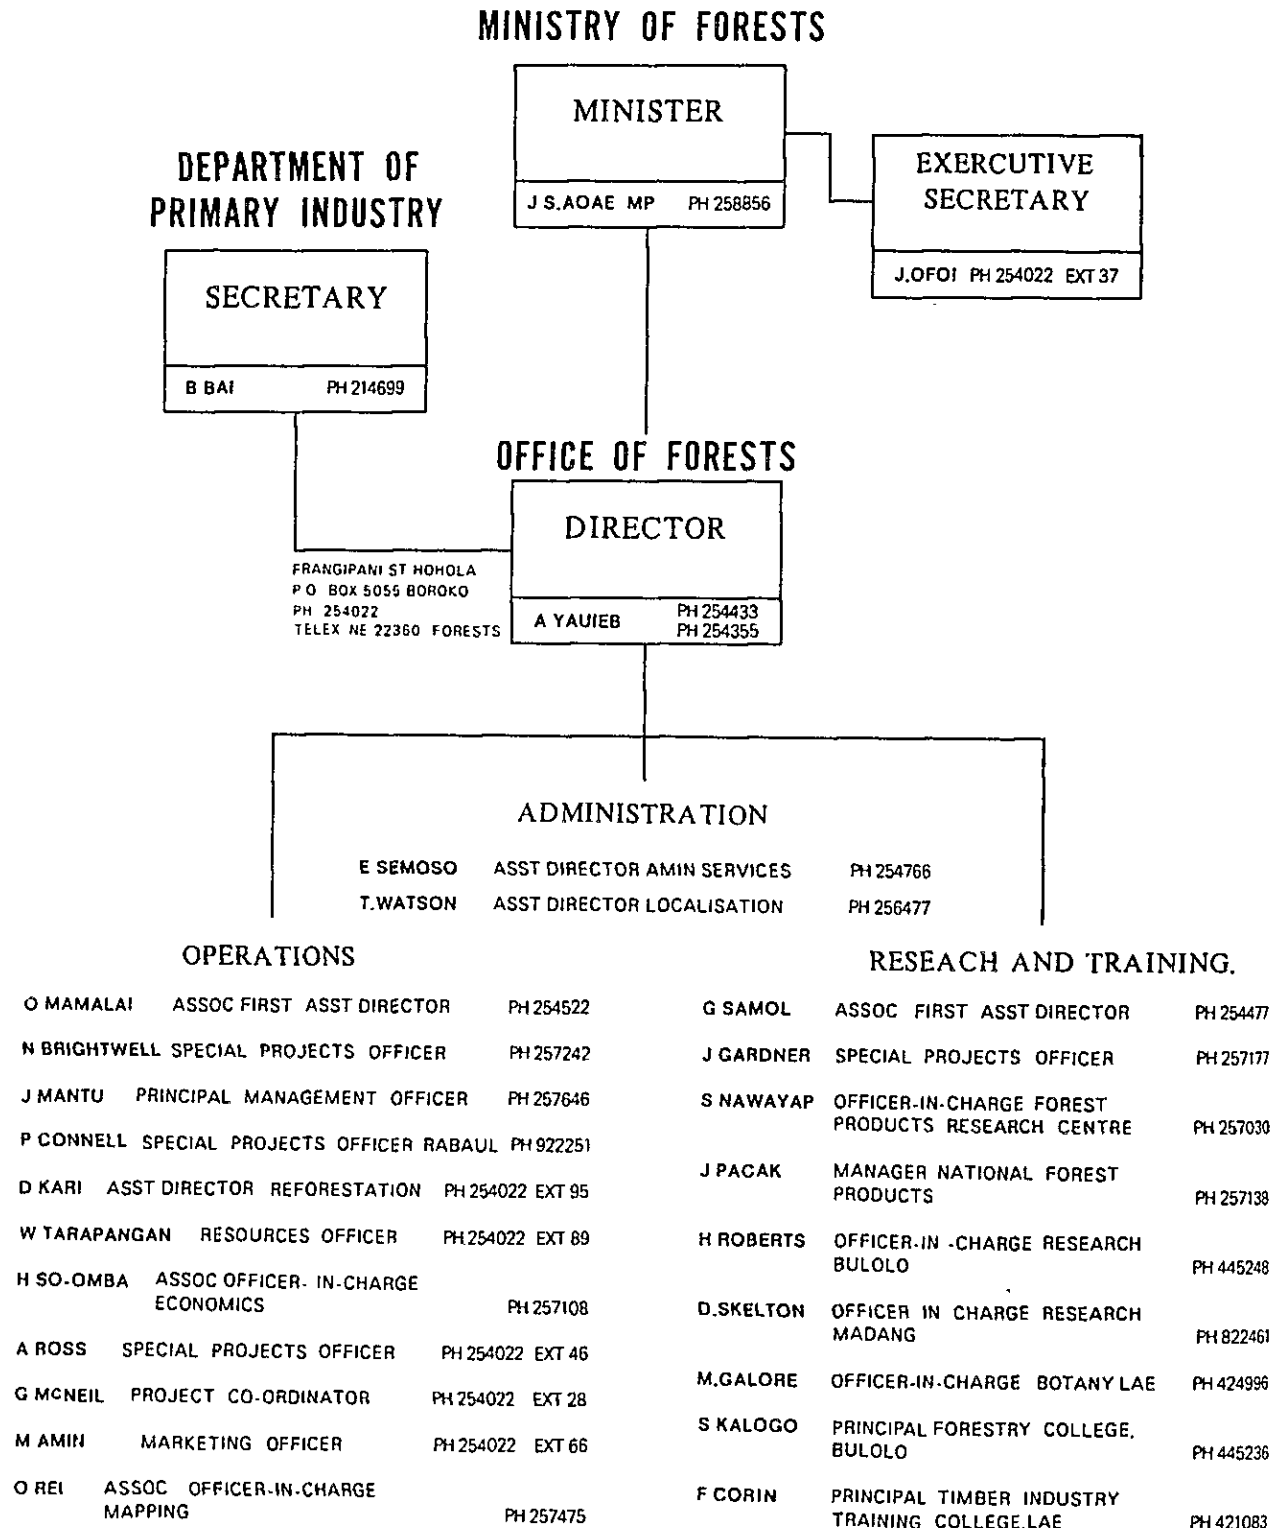 MINISTRY OF FORESTS
MINISTER
J S.AOAE MP PH 258856
EXERCUTIVE
SECRETARY
J.OFOI PH 254022 EXT 37
DEPARTMENT OF
PRIMARY INDUSTRY
SECRETARY
B BAI PH 214699
OFFICE OF FORESTS
DIRECTOR
A YAUIEB PH 254433
PH 254355
FRANGIPANI ST HOHOLA
P O BOX 5055 BOROKO
PH 254022
TELEX NE 22360 FORESTS
ADMINISTRATION
E SEMOSO ASST DIRECTOR AMIN SERVICES PH 254766
T.WATSON ASST DIRECTOR LOCALISATION PH 256477
OPERATIONS
O MAMALAI ASSOC FIRST ASST DIRECTOR PH 254522
N BRIGHTWELL SPECIAL PROJECTS OFFICER PH 257242
J MANTU PRINCIPAL MANAGEMENT OFFICER PH 257646
P CONNELL SPECIAL PROJECTS OFFICER RABAUL PH 922251
D KARI ASST DIRECTOR REFORESTATION PH 254022 EXT 95
W TARAPANGAN RESOURCES OFFICER PH 254022 EXT 89
H SO-OMBA ASSOC OFFICER- IN-CHARGE
ECONOMICS PH 257108
A ROSS SPECIAL PROJECTS OFFICER PH 254022 EXT 46
G MCNEIL PROJECT CO-ORDINATOR PH 254022 EXT 28
M AMIN MARKETING OFFICER PH 254022 EXT 66
O REI ASSOC OFFICER-IN-CHARGE
MAPPING PH 257475
RESEACH AND TRAINING.
G SAMOL ASSOC FIRST ASST DIRECTOR PH 254477
J GARDNER SPECIAL PROJECTS OFFICER PH 257177
S NAWAYAP OFFICER-IN-CHARGE FOREST
PRODUCTS RESEARCH CENTRE PH 257030
J PACAK MANAGER NATIONAL FOREST
PRODUCTS PH 257138
H ROBERTS OFFICER-IN -CHARGE RESEARCH
BULOLO PH 445248
D.SKELTON OFFICER IN CHARGE RESEARCH
MADANG PH 822461
M.GALORE OFFICER-IN-CHARGE BOTANY LAE PH 424996
S KALOGO PRINCIPAL FORESTRY COLLEGE.
BULOLO PH 445236
F CORIN PRINCIPAL TIMBER INDUSTRY
TRAINING COLLEGE.LAE PH 421083